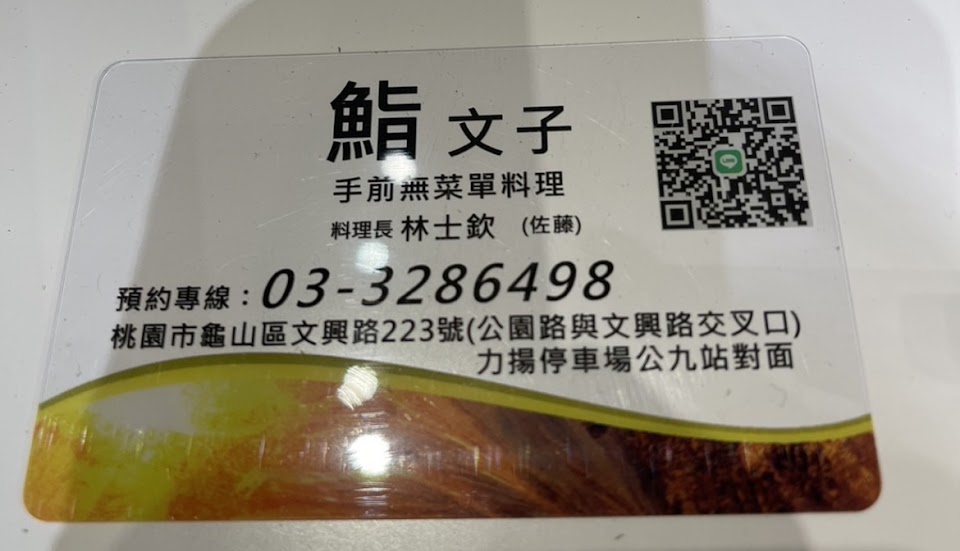 鮨 文子
手前無菜單料理
料理長 林士欽 (佐藤)
LINE
預約專線：03-3286498
桃園市龜山區文興路223號(公園路與文興路交叉口)
力揚停車場公九站對面